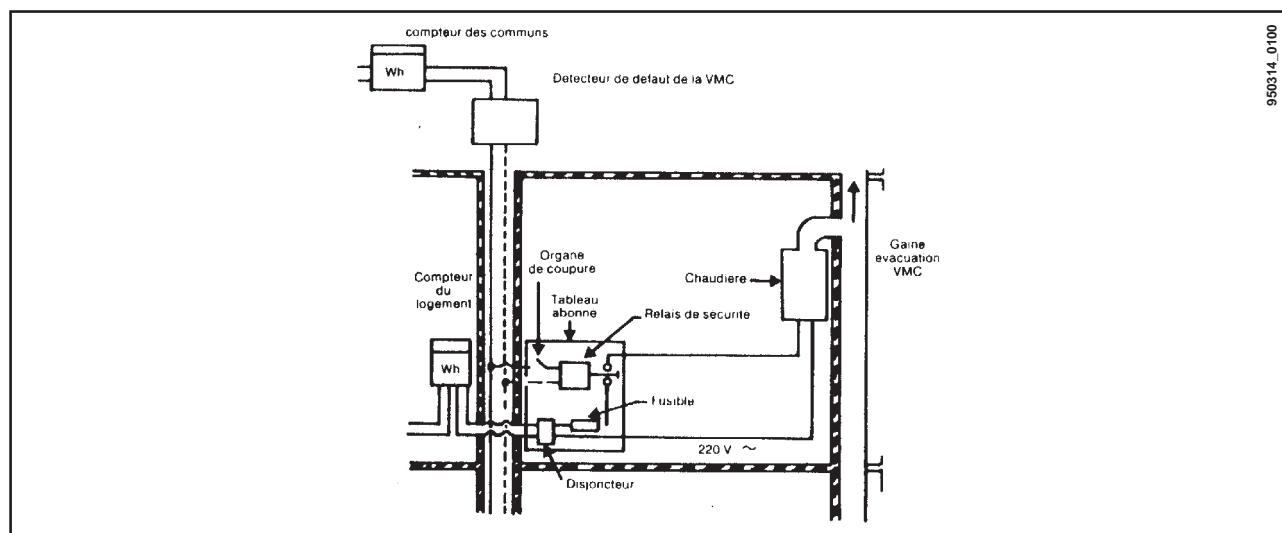 compteur des communs
Wh
Detecteur de defaut de la VMC
950314_0100
Organe
de coupure
Compteur
du
logement
Tableau
abonne
Relais de securite
Chaudiere
Gaine
evacuation
VMC
Wh
Fusible
220 V ~
Disjoncteur